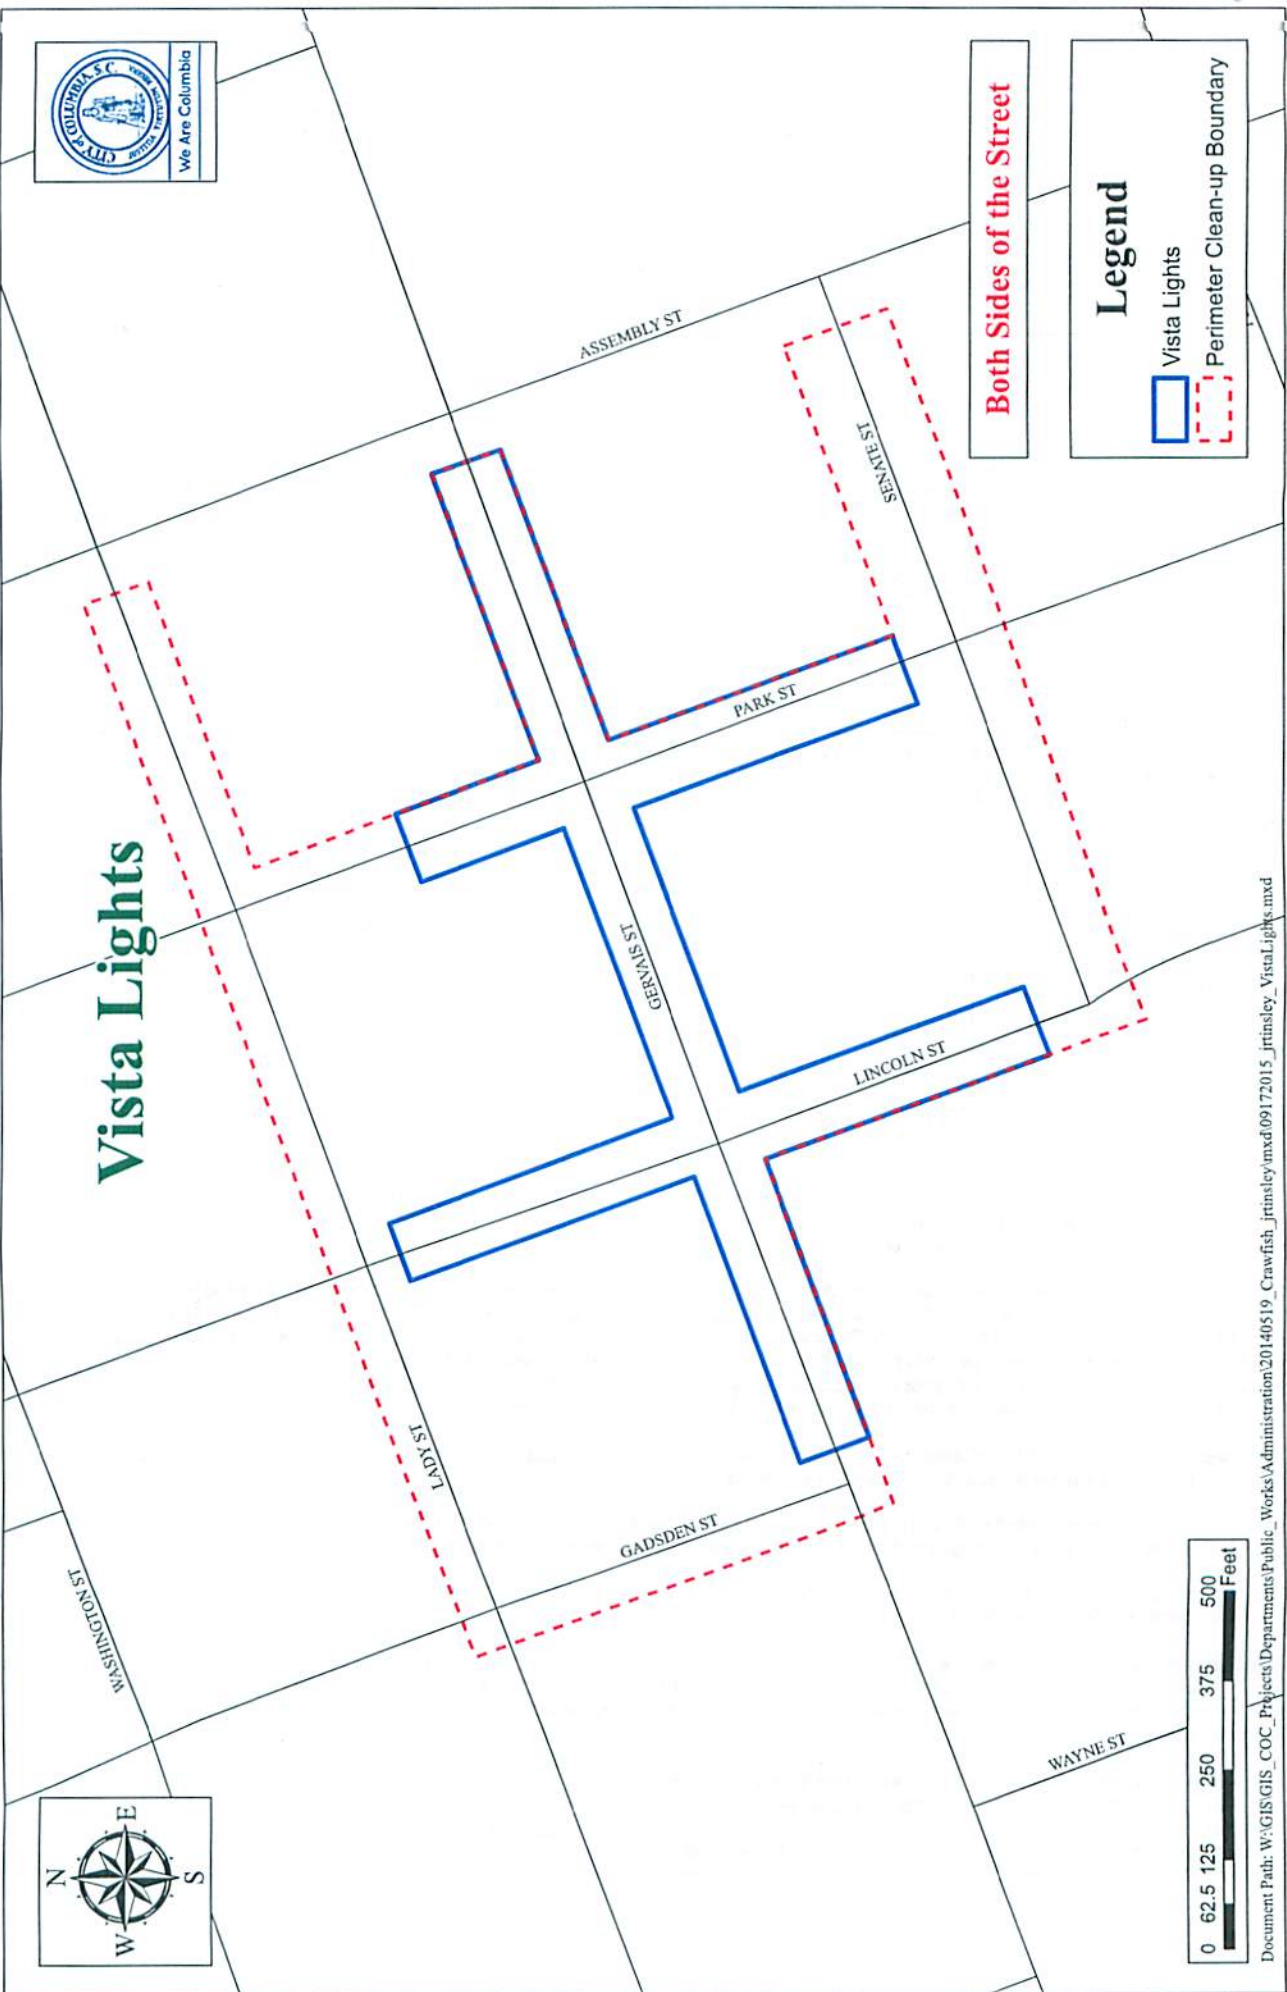 Vista Lights
N
W E
S
CITY of COLUMBIA, S.C.
We Are Columbia
WASHINGTON ST
LADY ST
GADSDEN ST
GERVAIS ST
LINCOLN ST
PARK ST
ASSEMBLY ST
SENATE ST
WAYNE ST
Both Sides of the Street
Legend
Vista Lights
Perimeter Clean-up Boundary
0 62.5 125 250 375 500
Feet
Document Path: W:\GIS\GIS_COC_Projects\Departments\Public_Works\Administration\20140519_Crawfish_jrtinsley\mxd\09172015_jrtinsley_VistaLights.mxd